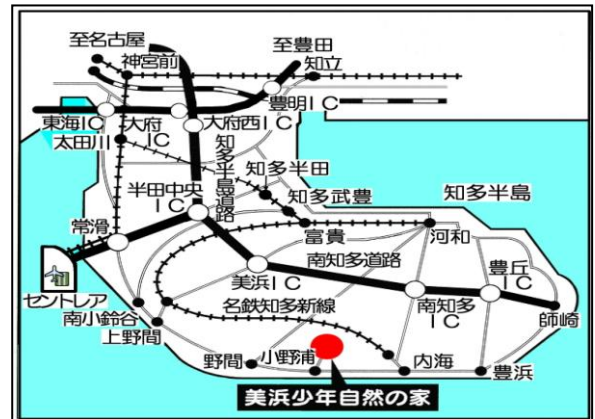 至名古屋
至豊田
神宮前
知立
豊明IC
東海IC
大府
IC
大府西IC
太田川
知多半島道路
知多半田
半田中央
IC
知多武豊
知多半島
常滑
富貴
河和
南知多道路
美浜IC
豊丘
IC
セントレア
名鉄知多新線
南知多
IC
南小鈴谷
師崎
上野間
野間
小野浦
内海
豊浜
美浜少年自然の家